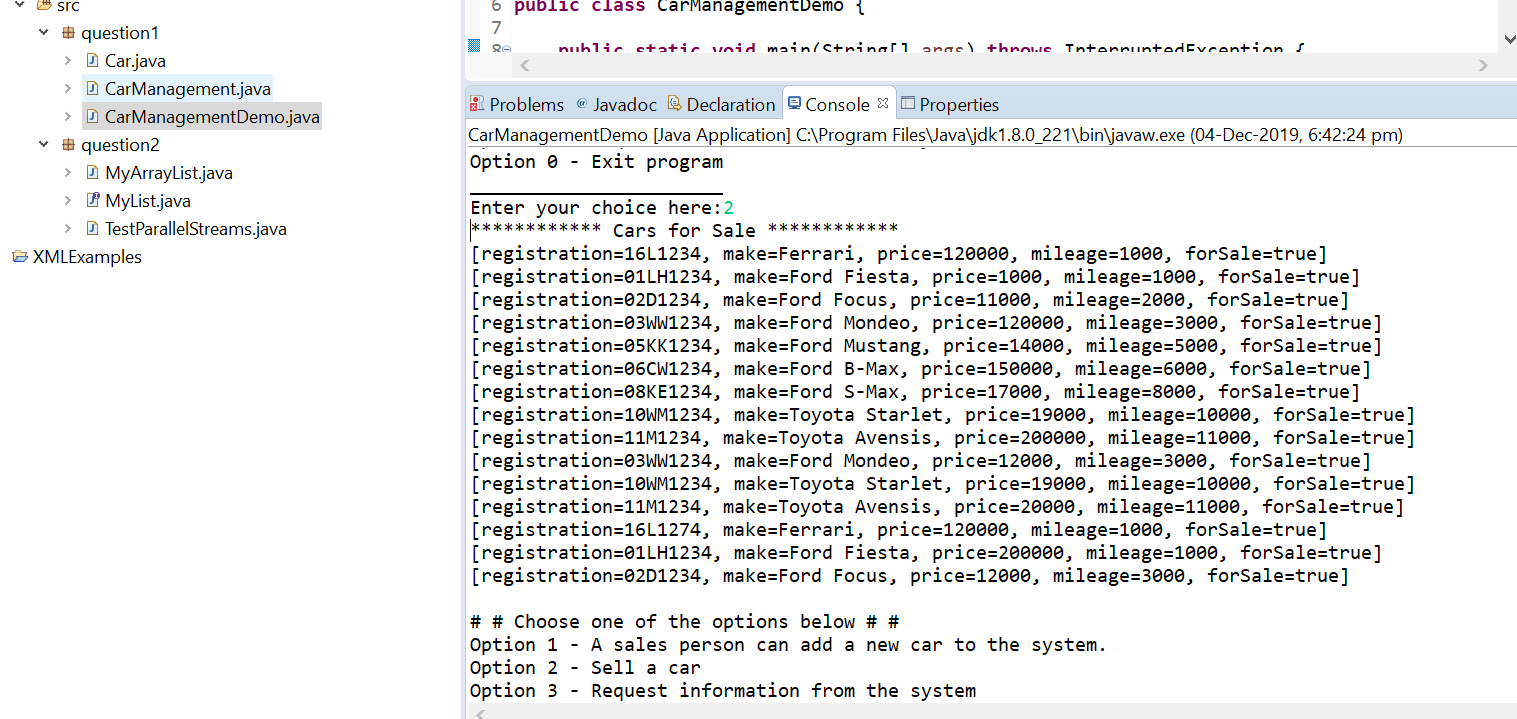 src
question1
Car.java
CarManagement.java
CarManagementDemo.java
question2
MyArrayList.java
MyList.java
TestParallelStreams.java
XMLExamples
6 public class CarManagementDemo {
7
8 public static void main(String[] args) throws InterruptedException {
Problems @ Javadoc Declaration Console Properties
CarManagementDemo [Java Application] C:\Program Files\Java\jdk1.8.0_221\bin\javaw.exe (04-Dec-2019, 6:42:24 pm)
Option 0 - Exit program
_______________________
Enter your choice here:2
************ Cars for Sale ************
[registration=16L1234, make=Ferrari, price=120000, mileage=1000, forSale=true]
[registration=01LH1234, make=Ford Fiesta, price=1000, mileage=1000, forSale=true]
[registration=02D1234, make=Ford Focus, price=11000, mileage=2000, forSale=true]
[registration=03WW1234, make=Ford Mondeo, price=120000, mileage=3000, forSale=true]
[registration=05KK1234, make=Ford Mustang, price=14000, mileage=5000, forSale=true]
[registration=06CW1234, make=Ford B-Max, price=150000, mileage=6000, forSale=true]
[registration=08KE1234, make=Ford S-Max, price=17000, mileage=8000, forSale=true]
[registration=10WM1234, make=Toyota Starlet, price=19000, mileage=10000, forSale=true]
[registration=11M1234, make=Toyota Avensis, price=200000, mileage=11000, forSale=true]
[registration=03WW1234, make=Ford Mondeo, price=12000, mileage=3000, forSale=true]
[registration=10WM1234, make=Toyota Starlet, price=19000, mileage=10000, forSale=true]
[registration=11M1234, make=Toyota Avensis, price=20000, mileage=11000, forSale=true]
[registration=16L1274, make=Ferrari, price=120000, mileage=1000, forSale=true]
[registration=01LH1234, make=Ford Fiesta, price=200000, mileage=1000, forSale=true]
[registration=02D1234, make=Ford Focus, price=12000, mileage=3000, forSale=true]
# # Choose one of the options below # #
Option 1 - A sales person can add a new car to the system.
Option 2 - Sell a car
Option 3 - Request information from the system